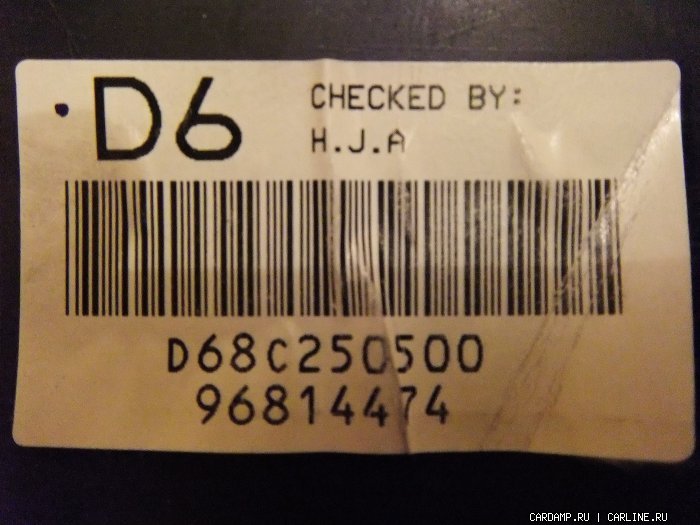 D6
CHECKED BY:
H.J.A
D68C250500
96814474
CARDAMP.RU | CARLINE.RU